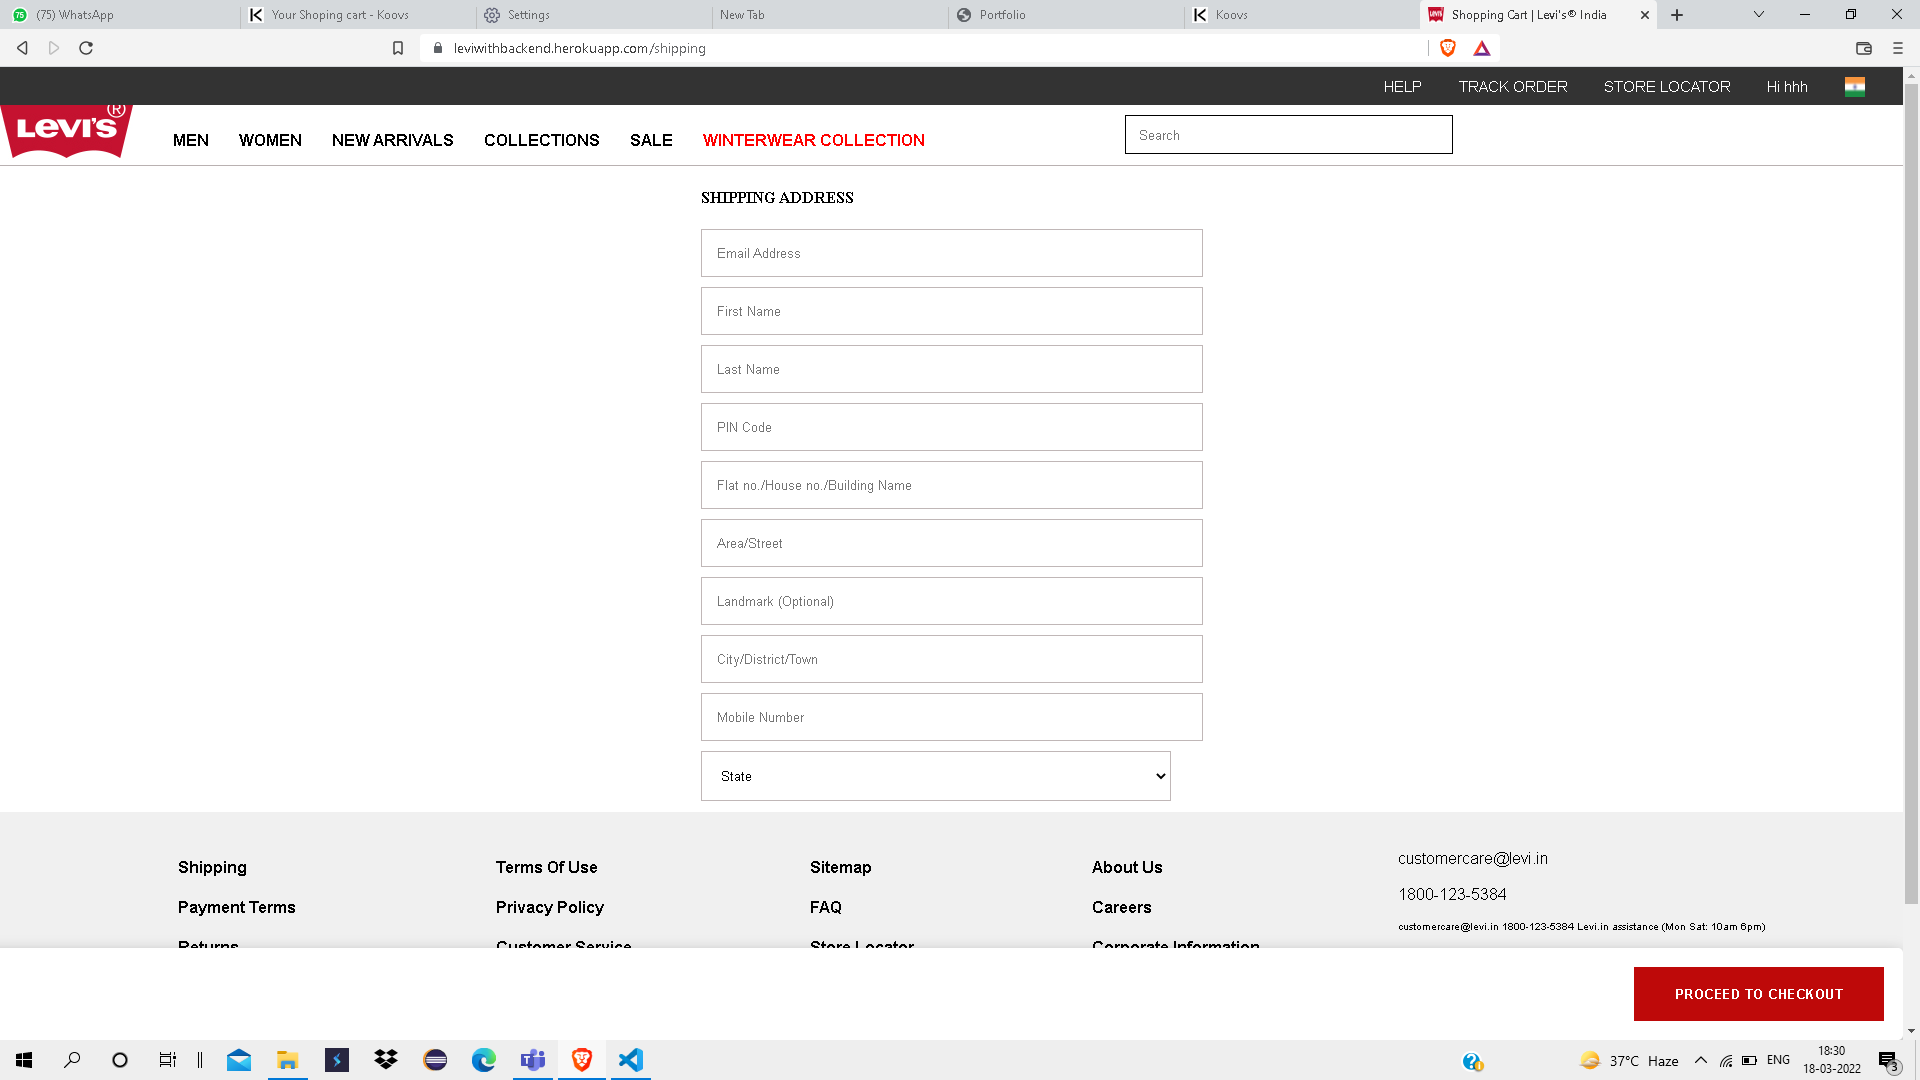 (75) WhatsApp
Your Shoping cart - Koovs
Settings
New Tab
Portfolio
Koovs
Shopping Cart | Levi's® India
leviwithbackend.herokuapp.com/shipping
HELP
TRACK ORDER
STORE LOCATOR
Hi hhh
LEVI'S®
MEN
WOMEN
NEW ARRIVALS
COLLECTIONS
SALE
WINTERWEAR COLLECTION
Search
SHIPPING ADDRESS
Email Address
First Name
Last Name
PIN Code
Flat no./House no./Building Name
Area/Street
Landmark (Optional)
City/District/Town
Mobile Number
State
Shipping
Terms Of Use
Sitemap
About Us
customercare@levi.in
Payment Terms
Privacy Policy
FAQ
Careers
1800-123-5384
customercare@levi.in 1800-123-5384 Levi.in assistance (Mon Sat: 10am 6pm)
Returns
Customer Service
Store Locator
Corporate Information
PROCEED TO CHECKOUT
37°C Haze
ENG
18:30
18-03-2022
3